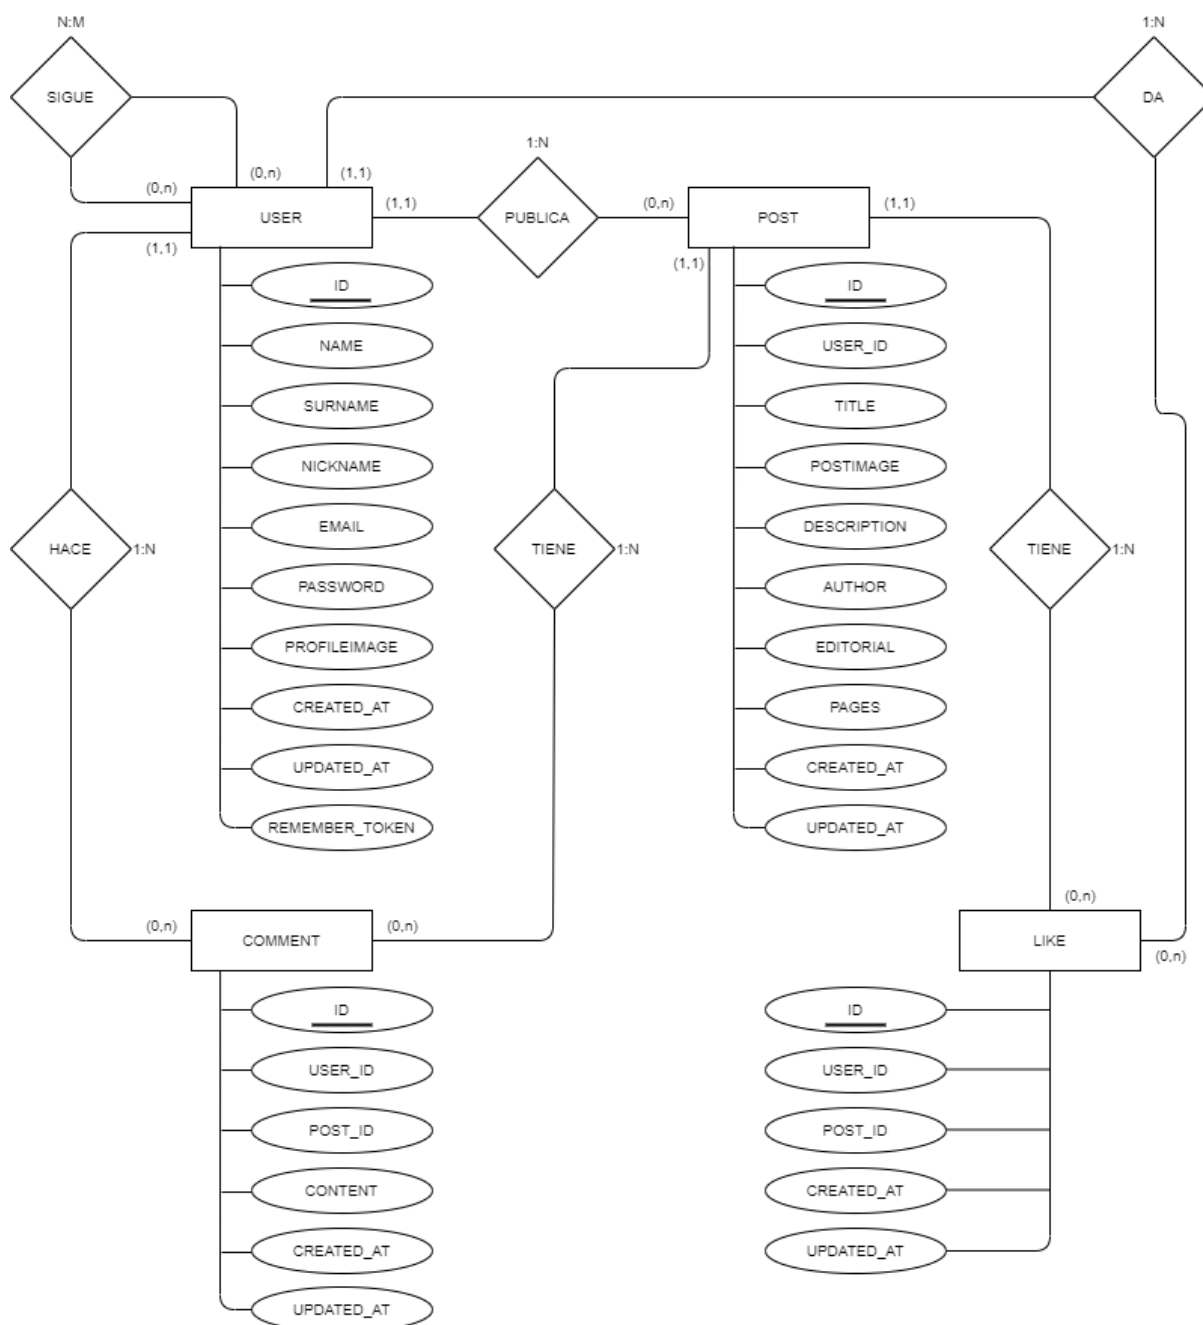 N:M
1:N
SIGUE
DA
1:N
(0,n)
(0,n)
(1,1)
USER
(1,1)
PUBLICA
(0,n)
POST
(1,1)
(1,1)
(1,1)
ID
ID
NAME
USER_ID
SURNAME
TITLE
NICKNAME
POSTIMAGE
EMAIL
DESCRIPTION
HACE
1:N
TIENE
1:N
TIENE
1:N
PASSWORD
AUTHOR
PROFILEIMAGE
EDITORIAL
CREATED_AT
PAGES
UPDATED_AT
CREATED_AT
REMEMBER_TOKEN
UPDATED_AT
(0,n)
(0,n)
(0,n)
COMMENT
LIKE
(0,n)
ID
ID
USER_ID
USER_ID
POST_ID
POST_ID
CONTENT
CREATED_AT
CREATED_AT
UPDATED_AT
UPDATED_AT